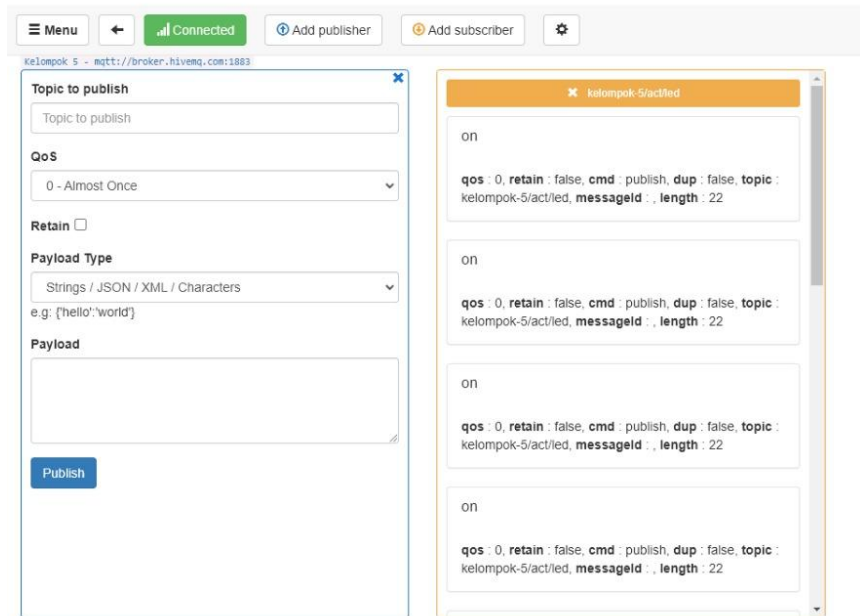 Menu
Connected
Add publisher
Add subscriber
Kelompok 5 - mqtt://broker.hivemq.com:1883
Topic to publish
Topic to publish
QoS
0 - Almost Once
Retain
Payload Type
Strings / JSON / XML / Characters
e.g: {'hello':'world'}
Payload
Publish
kelompok-5/act/led
on
qos : 0, retain : false, cmd : publish, dup : false, topic :
kelompok-5/act/led, messageId : , length : 22
on
qos : 0, retain : false, cmd : publish, dup : false, topic :
kelompok-5/act/led, messageId : , length : 22
on
qos : 0, retain : false, cmd : publish, dup : false, topic :
kelompok-5/act/led, messageId : , length : 22
on
qos : 0, retain : false, cmd : publish, dup : false, topic :
kelompok-5/act/led, messageId : , length : 22